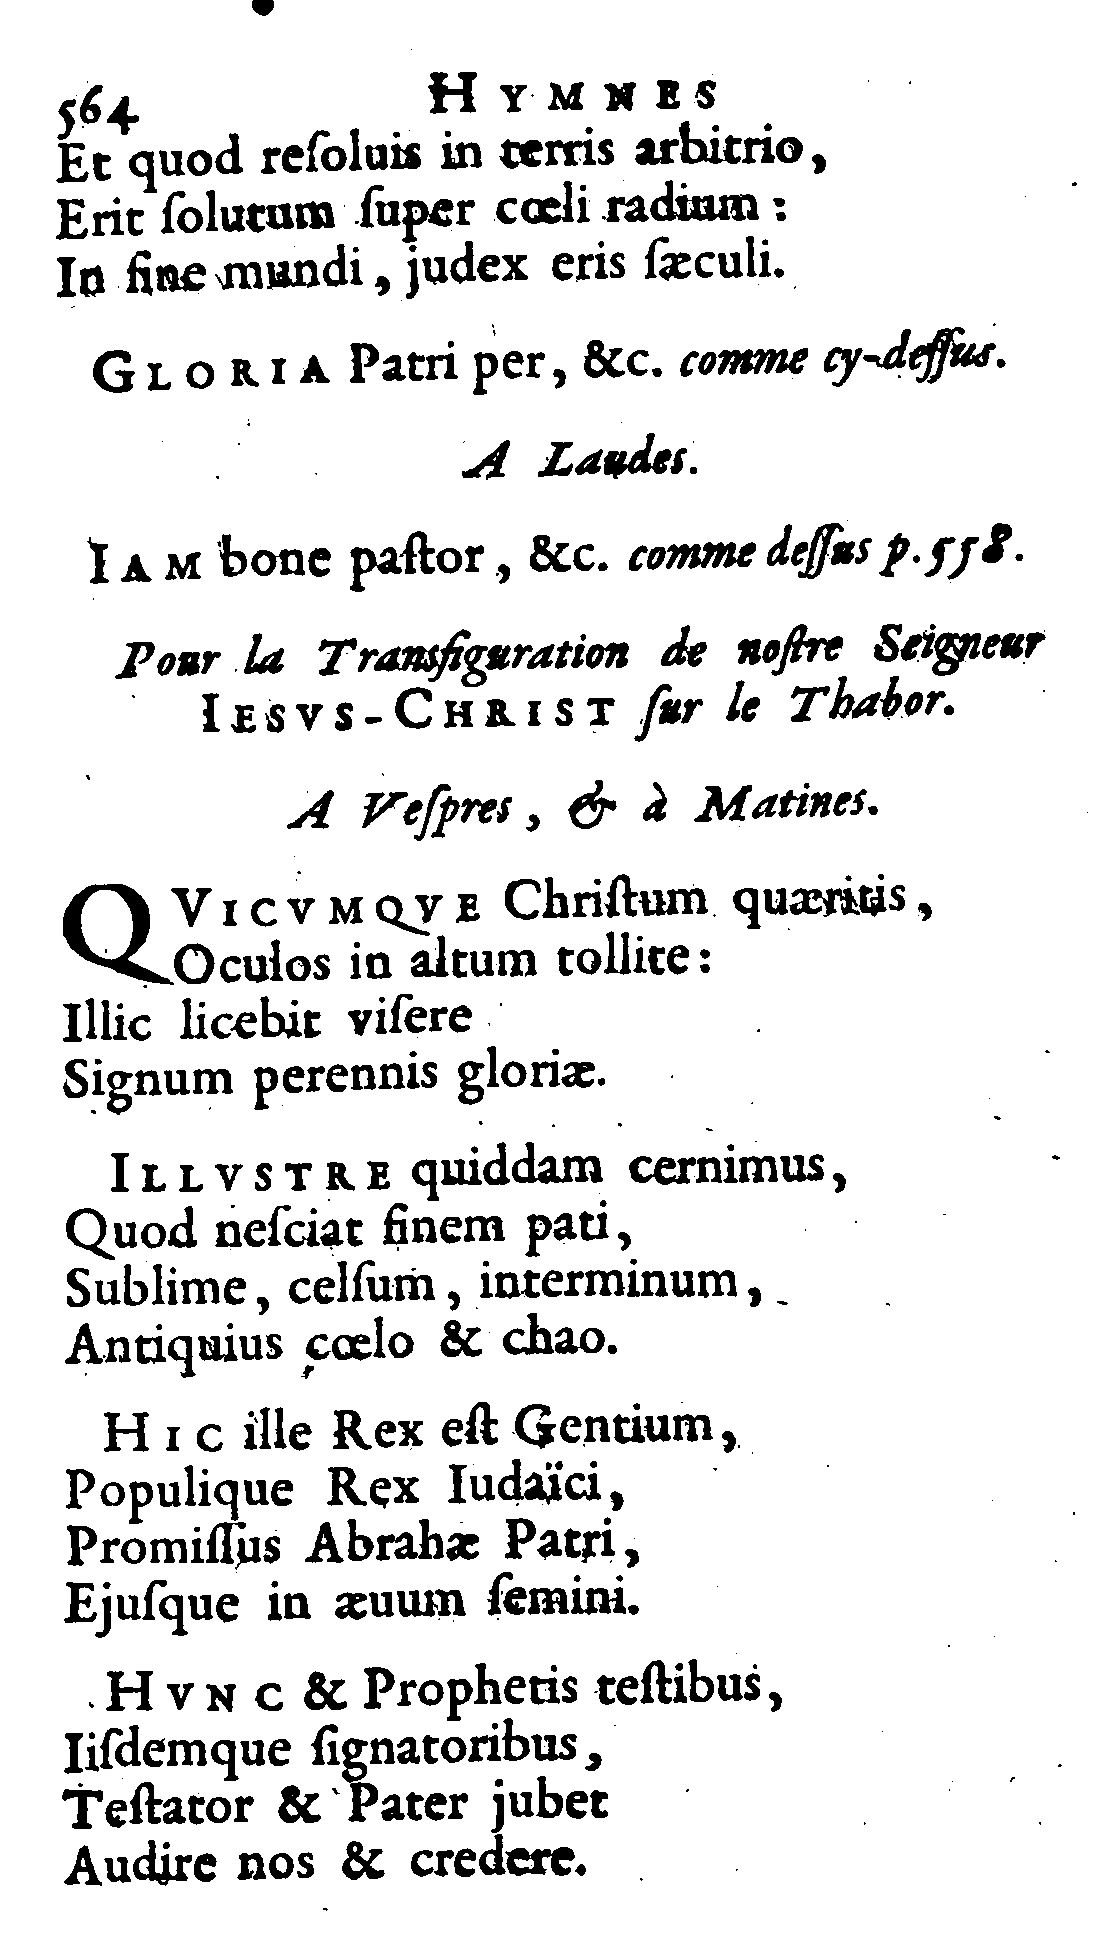 564 HYMNES
Et quod reſoluis in terris arbitrio,
Erit ſolutum ſuper cœli radium :
In fine mundi, judex eris ſæculi.
GLORIA Patri per, &c. comme cy-deſſus.
A Laudes.
IAM bone paſtor, &c. comme deſſus p. 558.
Pour la Transfiguration de noſtre Seigneur
IESVS-CHRIST ſur le Thabor.
A Veſpres, & à Matines.
QVICVMQVE Chriſtum quæritis,
Oculos in altum tollite :
Illic licebit viſere
Signum perennis gloriæ.
ILLVSTRE quiddam cernimus,
Quod neſciat finem pati,
Sublime, celſum, interminum,
Antiquius cœlo & chao.
HIC ille Rex eſt Gentium,
Populique Rex Iudaïci,
Promiſſus Abrahæ Patri,
Ejuſque in æuum ſemini.
HVNC & Prophetis teſtibus,
Iiſdemque ſignatoribus,
Teſtator & Pater jubet
Audire nos & credere.